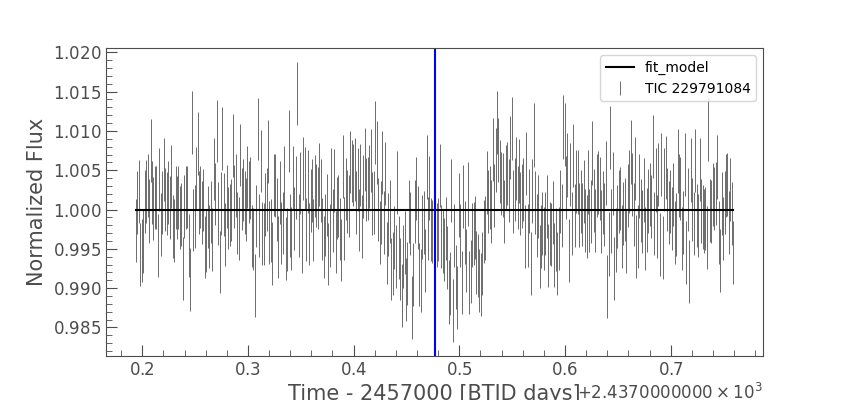 1.020
1.015
1.010
1.005
1.000
0.995
0.990
0.985
Normalized Flux
fit_model
TIC 229791084
0.2 0.3 0.4 0.5 0.6 0.7
Time - 2457000 [BTJD days]
+2.4370000000 × 10³